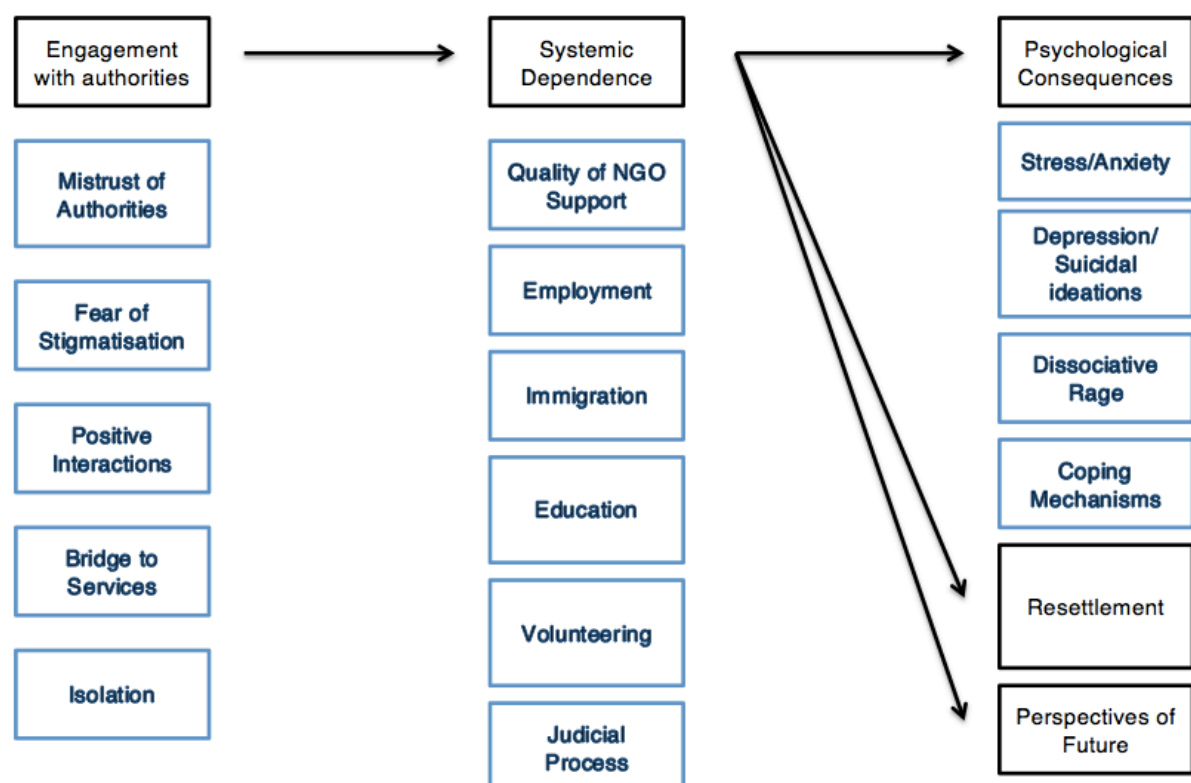 Engagement
with authorities
Mistrust of
Authorities
Fear of
Stigmatisation
Positive
Interactions
Bridge to
Services
Isolation
Systemic
Dependence
Quality of NGO
Support
Employment
Immigration
Education
Volunteering
Judicial
Process
Psychological
Consequences
Stress/Anxiety
Depression/
Suicidal
ideations
Dissociative
Rage
Coping
Mechanisms
Resettlement
Perspectives of
Future